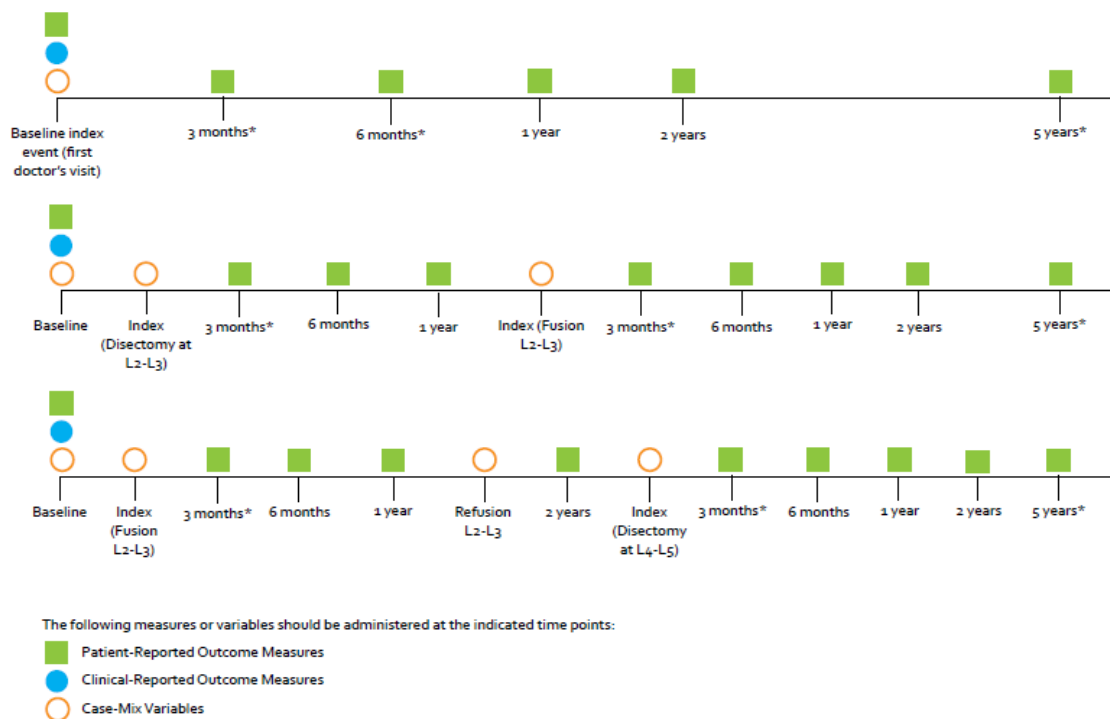 Baseline index
event (first
doctor's visit)
3 months*
6 months*
1 year
2 years
5 years*
Baseline
Index
(Disectomy at
L2-L3)
3 months*
6 months
1 year
Index (Fusion
L2-L3)
3 months*
6 months
1 year
2 years
5 years*
Baseline
Index
(Fusion
L2-L3)
3 months*
6 months
1 year
Refusion
L2-L3
2 years
Index
(Disectomy
at L4-L5)
3 months*
6 months
1 year
2 years
5 years*
The following measures or variables should be administered at the indicated time points:
Patient-Reported Outcome Measures
Clinical-Reported Outcome Measures
Case-Mix Variables